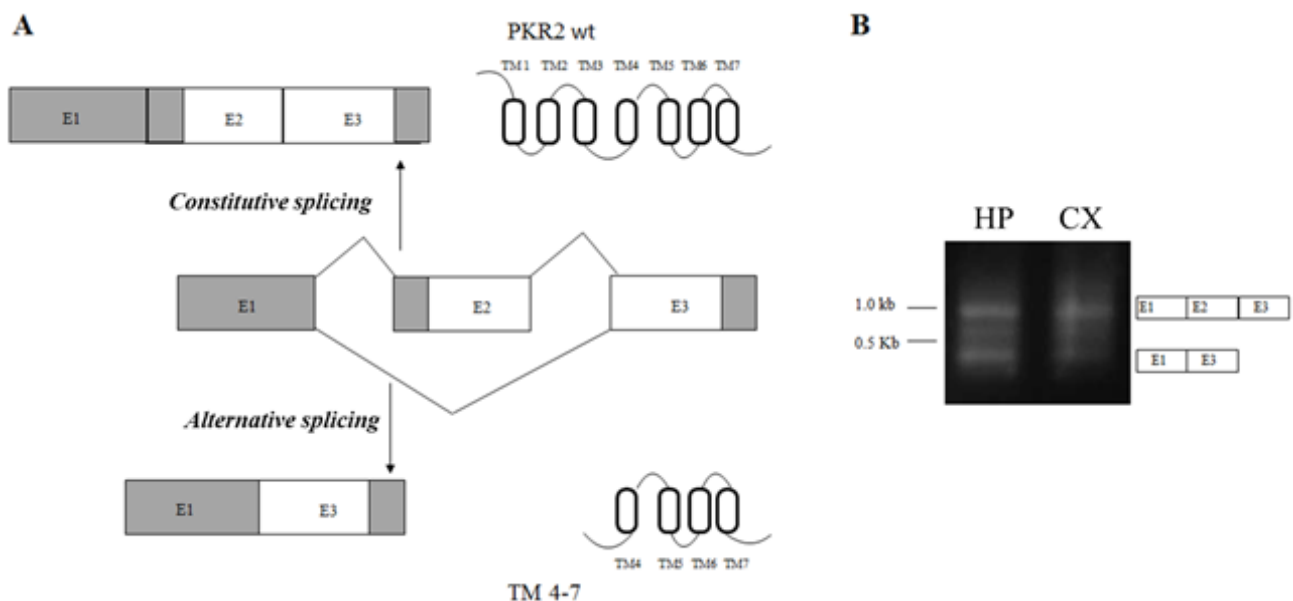 A
PKR2 wt
TM 1 TM2 TM3 TM4 TM5 TM6 TM7
E1 E2 E3
Constitutive splicing
E1 E2 E3
Alternative splicing
E1 E3
TM4 TM5 TM6 TM7
TM 4-7
B
HP CX
1.0 kb
E1 E2 E3
0.5 Kb
E1 E3